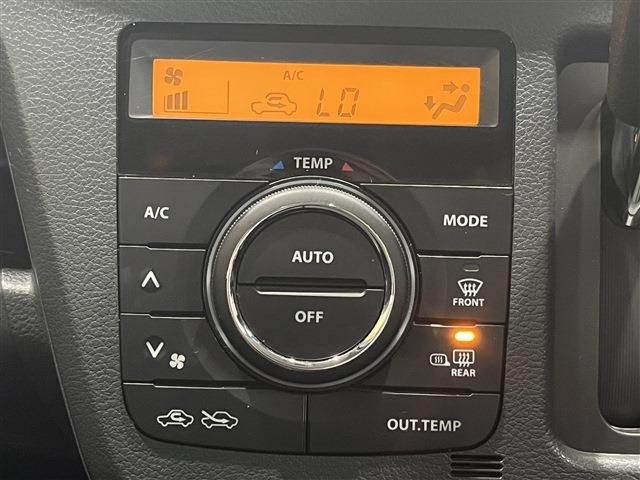 A/C
LO
TEMP
A/C
MODE
AUTO
OFF
FRONT
REAR
OUT.TEMP